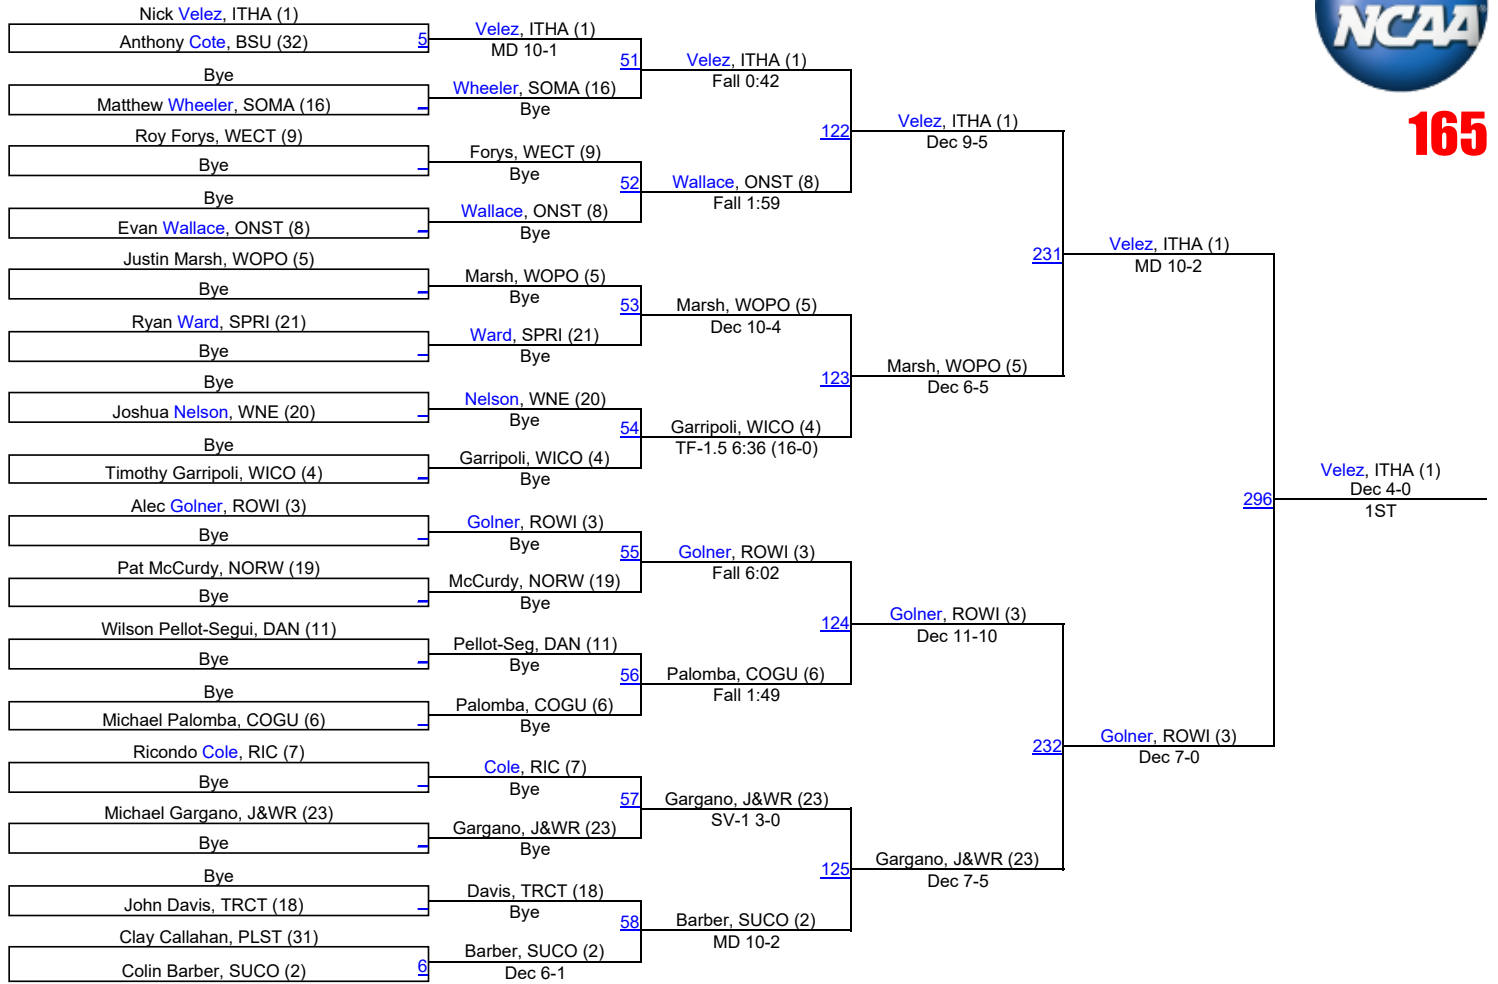 NCAA
165
Nick Velez, ITHA (1)
Anthony Cote, BSU (32)
5
Bye
Matthew Wheeler, SOMA (16)
Roy Forys, WECT (9)
Bye
Bye
Evan Wallace, ONST (8)
Justin Marsh, WOPO (5)
Bye
Ryan Ward, SPRI (21)
Bye
Bye
Joshua Nelson, WNE (20)
Bye
Timothy Garripoli, WICO (4)
Alec Golner, ROWI (3)
Bye
Pat McCurdy, NORW (19)
Bye
Wilson Pellot-Segui, DAN (11)
Bye
Bye
Michael Palomba, COGU (6)
Ricondo Cole, RIC (7)
Bye
Michael Gargano, J&WR (23)
Bye
Bye
John Davis, TRCT (18)
Clay Callahan, PLST (31)
Colin Barber, SUCO (2)
6
Velez, ITHA (1)
MD 10-1
51
Wheeler, SOMA (16)
Bye
Forys, WECT (9)
Bye
52
Wallace, ONST (8)
Bye
Marsh, WOPO (5)
Bye
53
Ward, SPRI (21)
Bye
Nelson, WNE (20)
Bye
54
Garripoli, WICO (4)
Bye
Golner, ROWI (3)
Bye
55
McCurdy, NORW (19)
Bye
Pellot-Seg, DAN (11)
Bye
56
Palomba, COGU (6)
Bye
Cole, RIC (7)
Bye
57
Gargano, J&WR (23)
Bye
Davis, TRCT (18)
Bye
58
Barber, SUCO (2)
Dec 6-1
Velez, ITHA (1)
Fall 0:42
122
Wallace, ONST (8)
Fall 1:59
Marsh, WOPO (5)
Dec 10-4
123
Garripoli, WICO (4)
TF-1.5 6:36 (16-0)
Golner, ROWI (3)
Fall 6:02
124
Palomba, COGU (6)
Fall 1:49
Gargano, J&WR (23)
SV-1 3-0
125
Barber, SUCO (2)
MD 10-2
Velez, ITHA (1)
Dec 9-5
231
Marsh, WOPO (5)
Dec 6-5
Golner, ROWI (3)
Dec 11-10
232
Gargano, J&WR (23)
Dec 7-5
Velez, ITHA (1)
MD 10-2
296
Golner, ROWI (3)
Dec 7-0
Velez, ITHA (1)
Dec 4-0
1ST